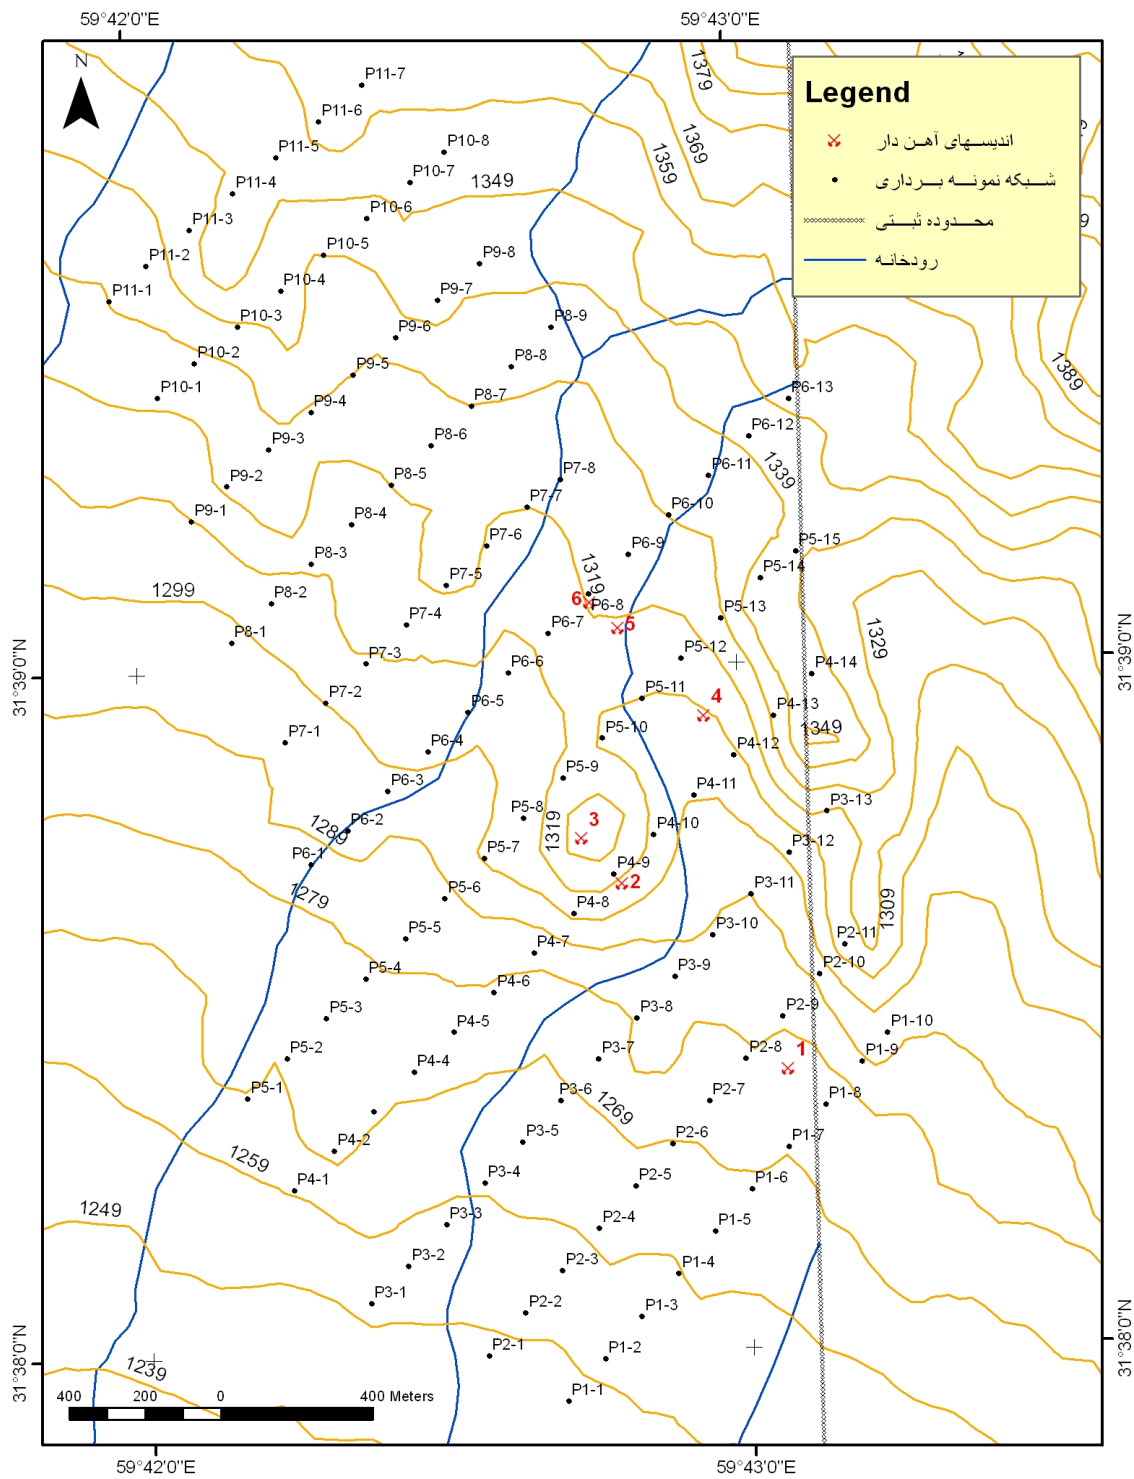 59°42'0"E
59°43'0"E
N
Legend
اندیسهای آهن دار
شبکه نمونه برداری
محدوده ثبتی
رودخانه
1379
1369
1359
1349
1389
1339
1329
1319
1299
1349
1319
1309
1289
1279
1269
1259
1249
1239
P11-7
P11-6
P11-5
P10-8
P11-4
P10-7
P11-3
P10-6
P11-2
P10-5
P9-8
P11-1
P10-4
P9-7
P10-3
P9-6
P8-9
P10-2
P9-5
P8-8
P10-1
P9-4
P8-7
P6-13
P9-3
P8-6
P6-12
P9-2
P8-5
P7-8
P6-11
P9-1
P8-4
P7-7
P6-10
P8-3
P7-6
P6-9
P5-15
P8-2
P7-5
P6-8
P5-14
P8-1
P7-4
P6-7
P5-13
P7-3
P6-6
P5-12
P4-14
P7-2
P6-5
P5-11
P4-13
P7-1
P6-4
P5-10
P4-12
P6-3
P5-9
P4-11
P3-13
P6-2
P5-8
P4-10
P3-12
P6-1
P5-7
P4-9
P3-11
P5-6
P4-8
P3-10
P2-11
P5-5
P4-7
P3-9
P2-10
P5-4
P4-6
P3-8
P2-9
P1-10
P5-3
P4-5
P3-7
P2-8
P1-9
P5-2
P4-4
P3-6
P2-7
P1-8
P5-1
P4-2
P3-5
P2-6
P1-7
P4-1
P3-4
P2-5
P1-6
P3-3
P2-4
P1-5
P3-2
P2-3
P1-4
P3-1
P2-2
P1-3
P2-1
P1-2
P1-1
6
5
4
3
2
1
31°39'0"N
31°39'0"N
31°38'0"N
31°38'0"N
400 200 0 400 Meters
59°42'0"E
59°43'0"E